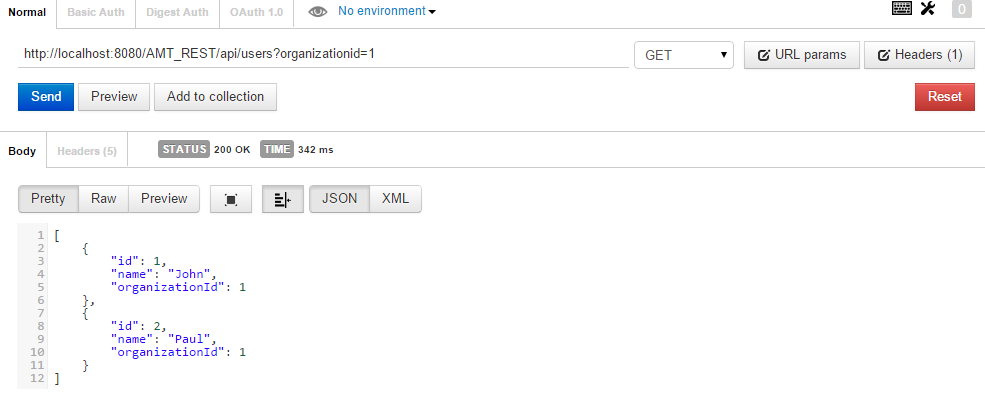 Normal Basic Auth Digest Auth OAuth 1.0 No environment 0
http://localhost:8080/AMT_REST/api/users?organizationid=1 GET URL params Headers (1)
Send Preview Add to collection Reset
Body Headers (5) STATUS 200 OK TIME 342 ms
Pretty Raw Preview JSON XML
1 [
2 {
3 "id": 1,
4 "name": "John",
5 "organizationId": 1
6 },
7 {
8 "id": 2,
9 "name": "Paul",
10 "organizationId": 1
11 }
12 ]